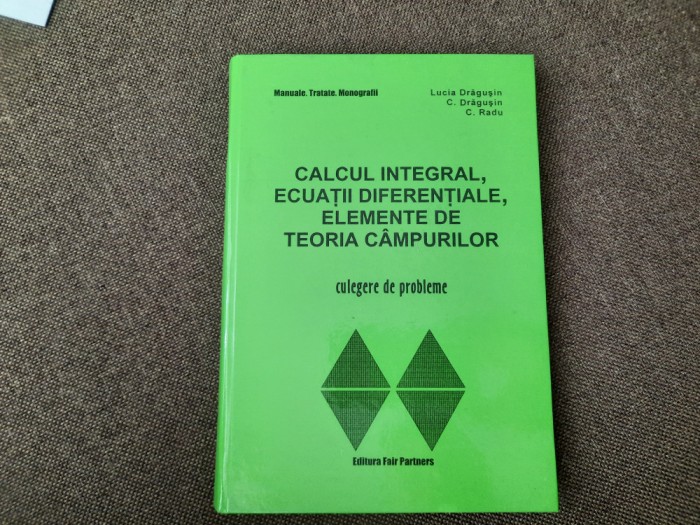 Manuale. Tratate. Monografii
Lucia Drăgușin
C. Drăgușin
C. Radu
CALCUL INTEGRAL,
ECUAȚII DIFERENȚIALE,
ELEMENTE DE
TEORIA CÂMPURILOR
culegere de probleme
Editura Fair Partners